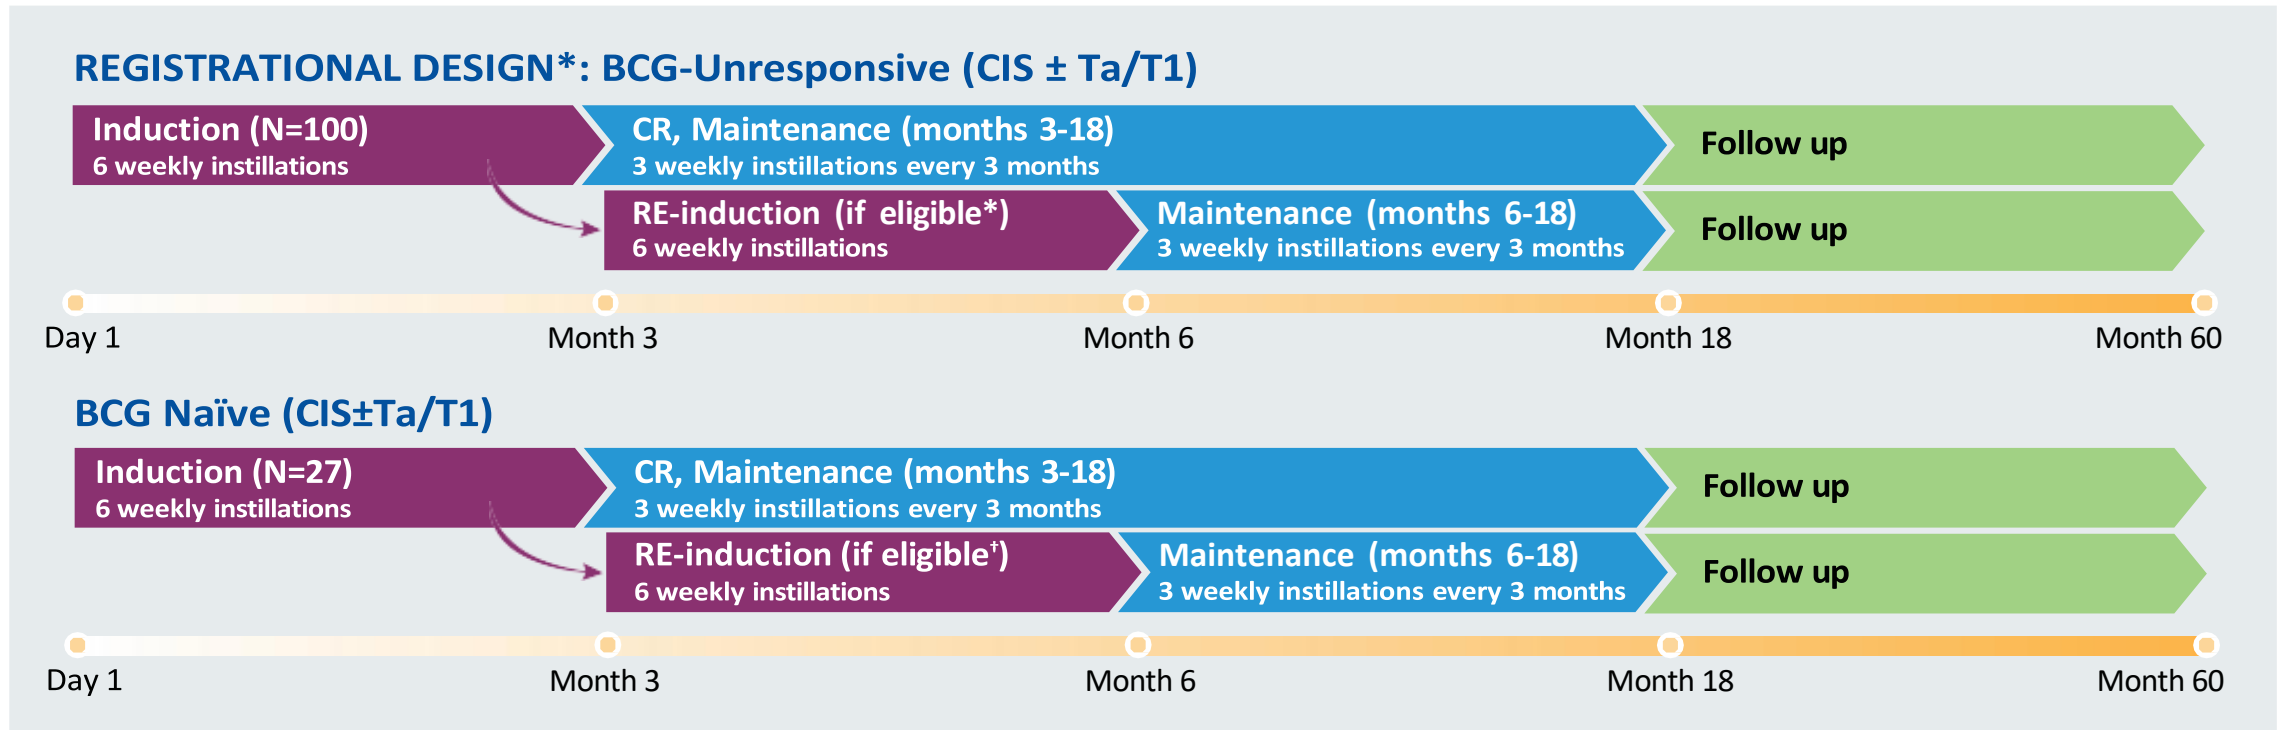 REGISTRATIONAL DESIGN*: BCG-Unresponsive (CIS ± Ta/T1)
Induction (N=100)
6 weekly instillations
CR, Maintenance (months 3-18)
3 weekly instillations every 3 months
Follow up
RE-induction (if eligible*)
6 weekly instillations
Maintenance (months 6-18)
3 weekly instillations every 3 months
Follow up
Day 1
Month 3
Month 6
Month 18
Month 60
BCG Naïve (CIS±Ta/T1)
Induction (N=27)
6 weekly instillations
CR, Maintenance (months 3-18)
3 weekly instillations every 3 months
Follow up
RE-induction (if eligible†)
6 weekly instillations
Maintenance (months 6-18)
3 weekly instillations every 3 months
Follow up
Day 1
Month 3
Month 6
Month 18
Month 60